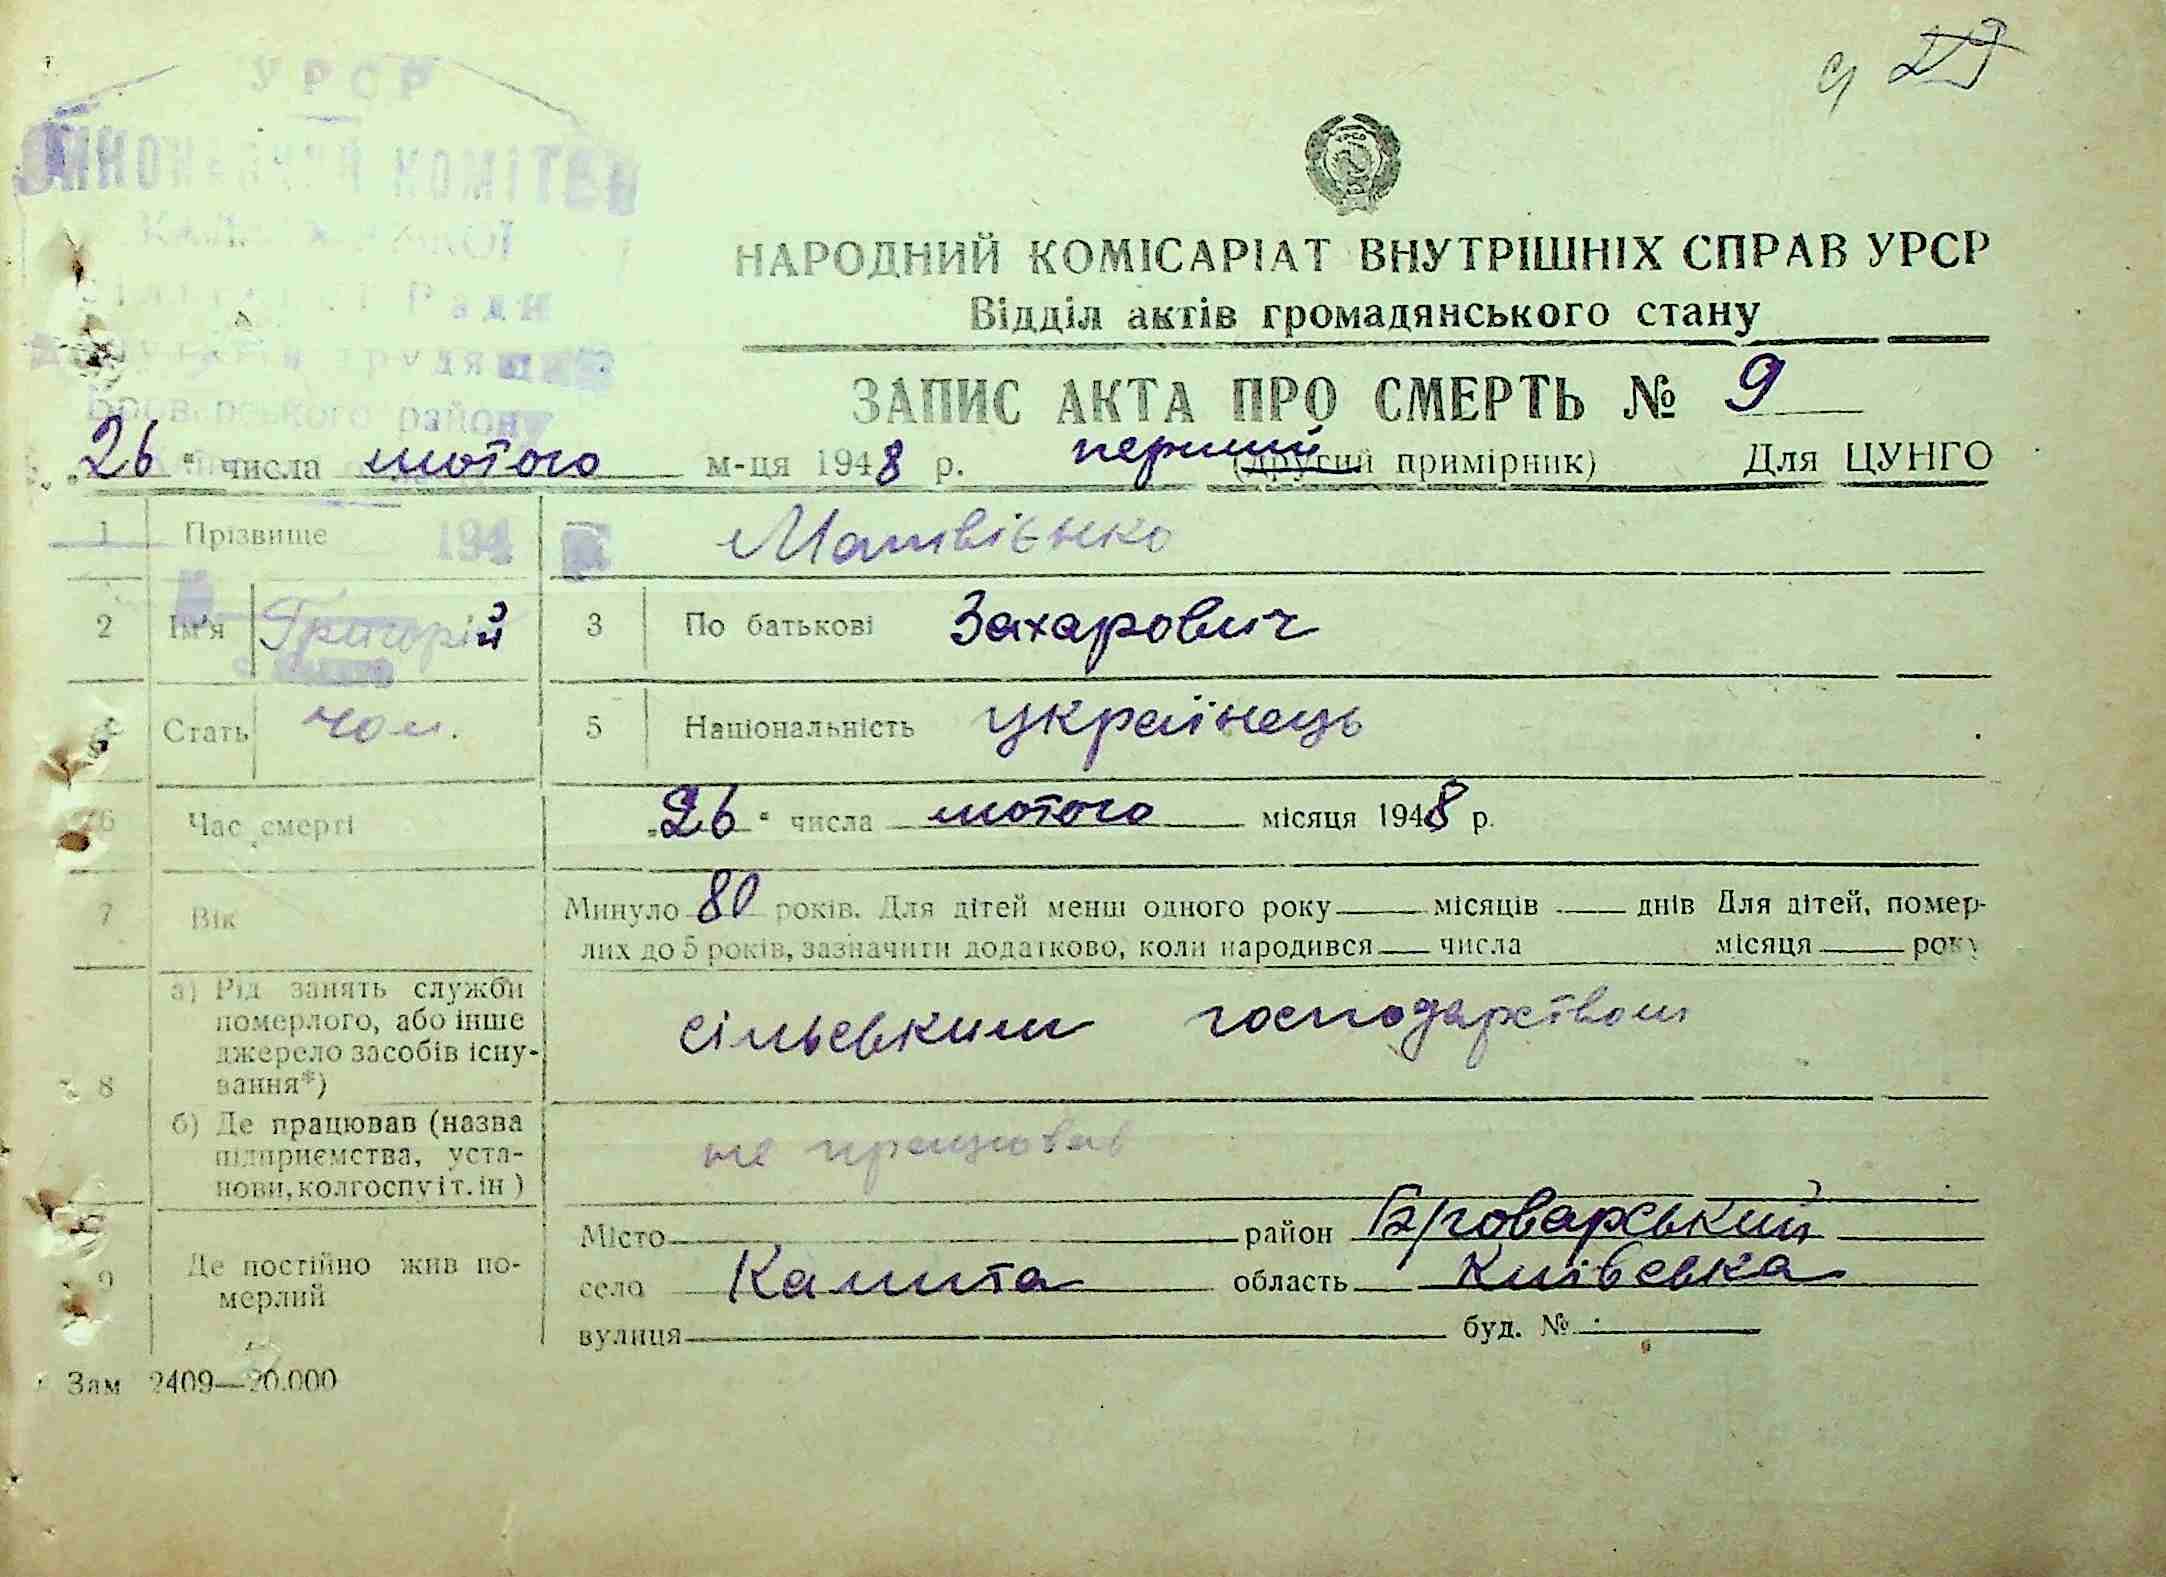 УРСР
КОМІТЕТ
Ради
Броварського району
УРСР
НАРОДНИЙ КОМІСАРІАТ ВНУТРІШНІХ СПРАВ УРСР
Відділ актів громадянського стану
ЗАПИС АКТА ПРО СМЕРТЬ № 9
„26“ числа лютого м-ця 1948 р. перший (другий примірник) Для ЦУНГО
1 Прізвище 194 Матвієнко
2 Ім'я Григорій 3 По батькові Захарович
Стать чол. 5 Національність українець
6 Час смерті „26“ числа лютого місяця 1948 р.
7 Вік Минуло 80 років. Для дітей менш одного року місяців днів Для дітей, помер-
лих до 5 років, зазначити додатково, коли народився числа місяця року
8 а) Рід занять служби
померлого, або інше
джерело засобів існу-
вання*) сільським господарством
б) Де працював (назва
підприємства, уста-
нови, колгоспу і т. ін ) не працював
9 Де постійно жив по-
мерлий
Місто район Броварський
село Калита область Київська
вулиця буд. №
Зам 2409—20.000